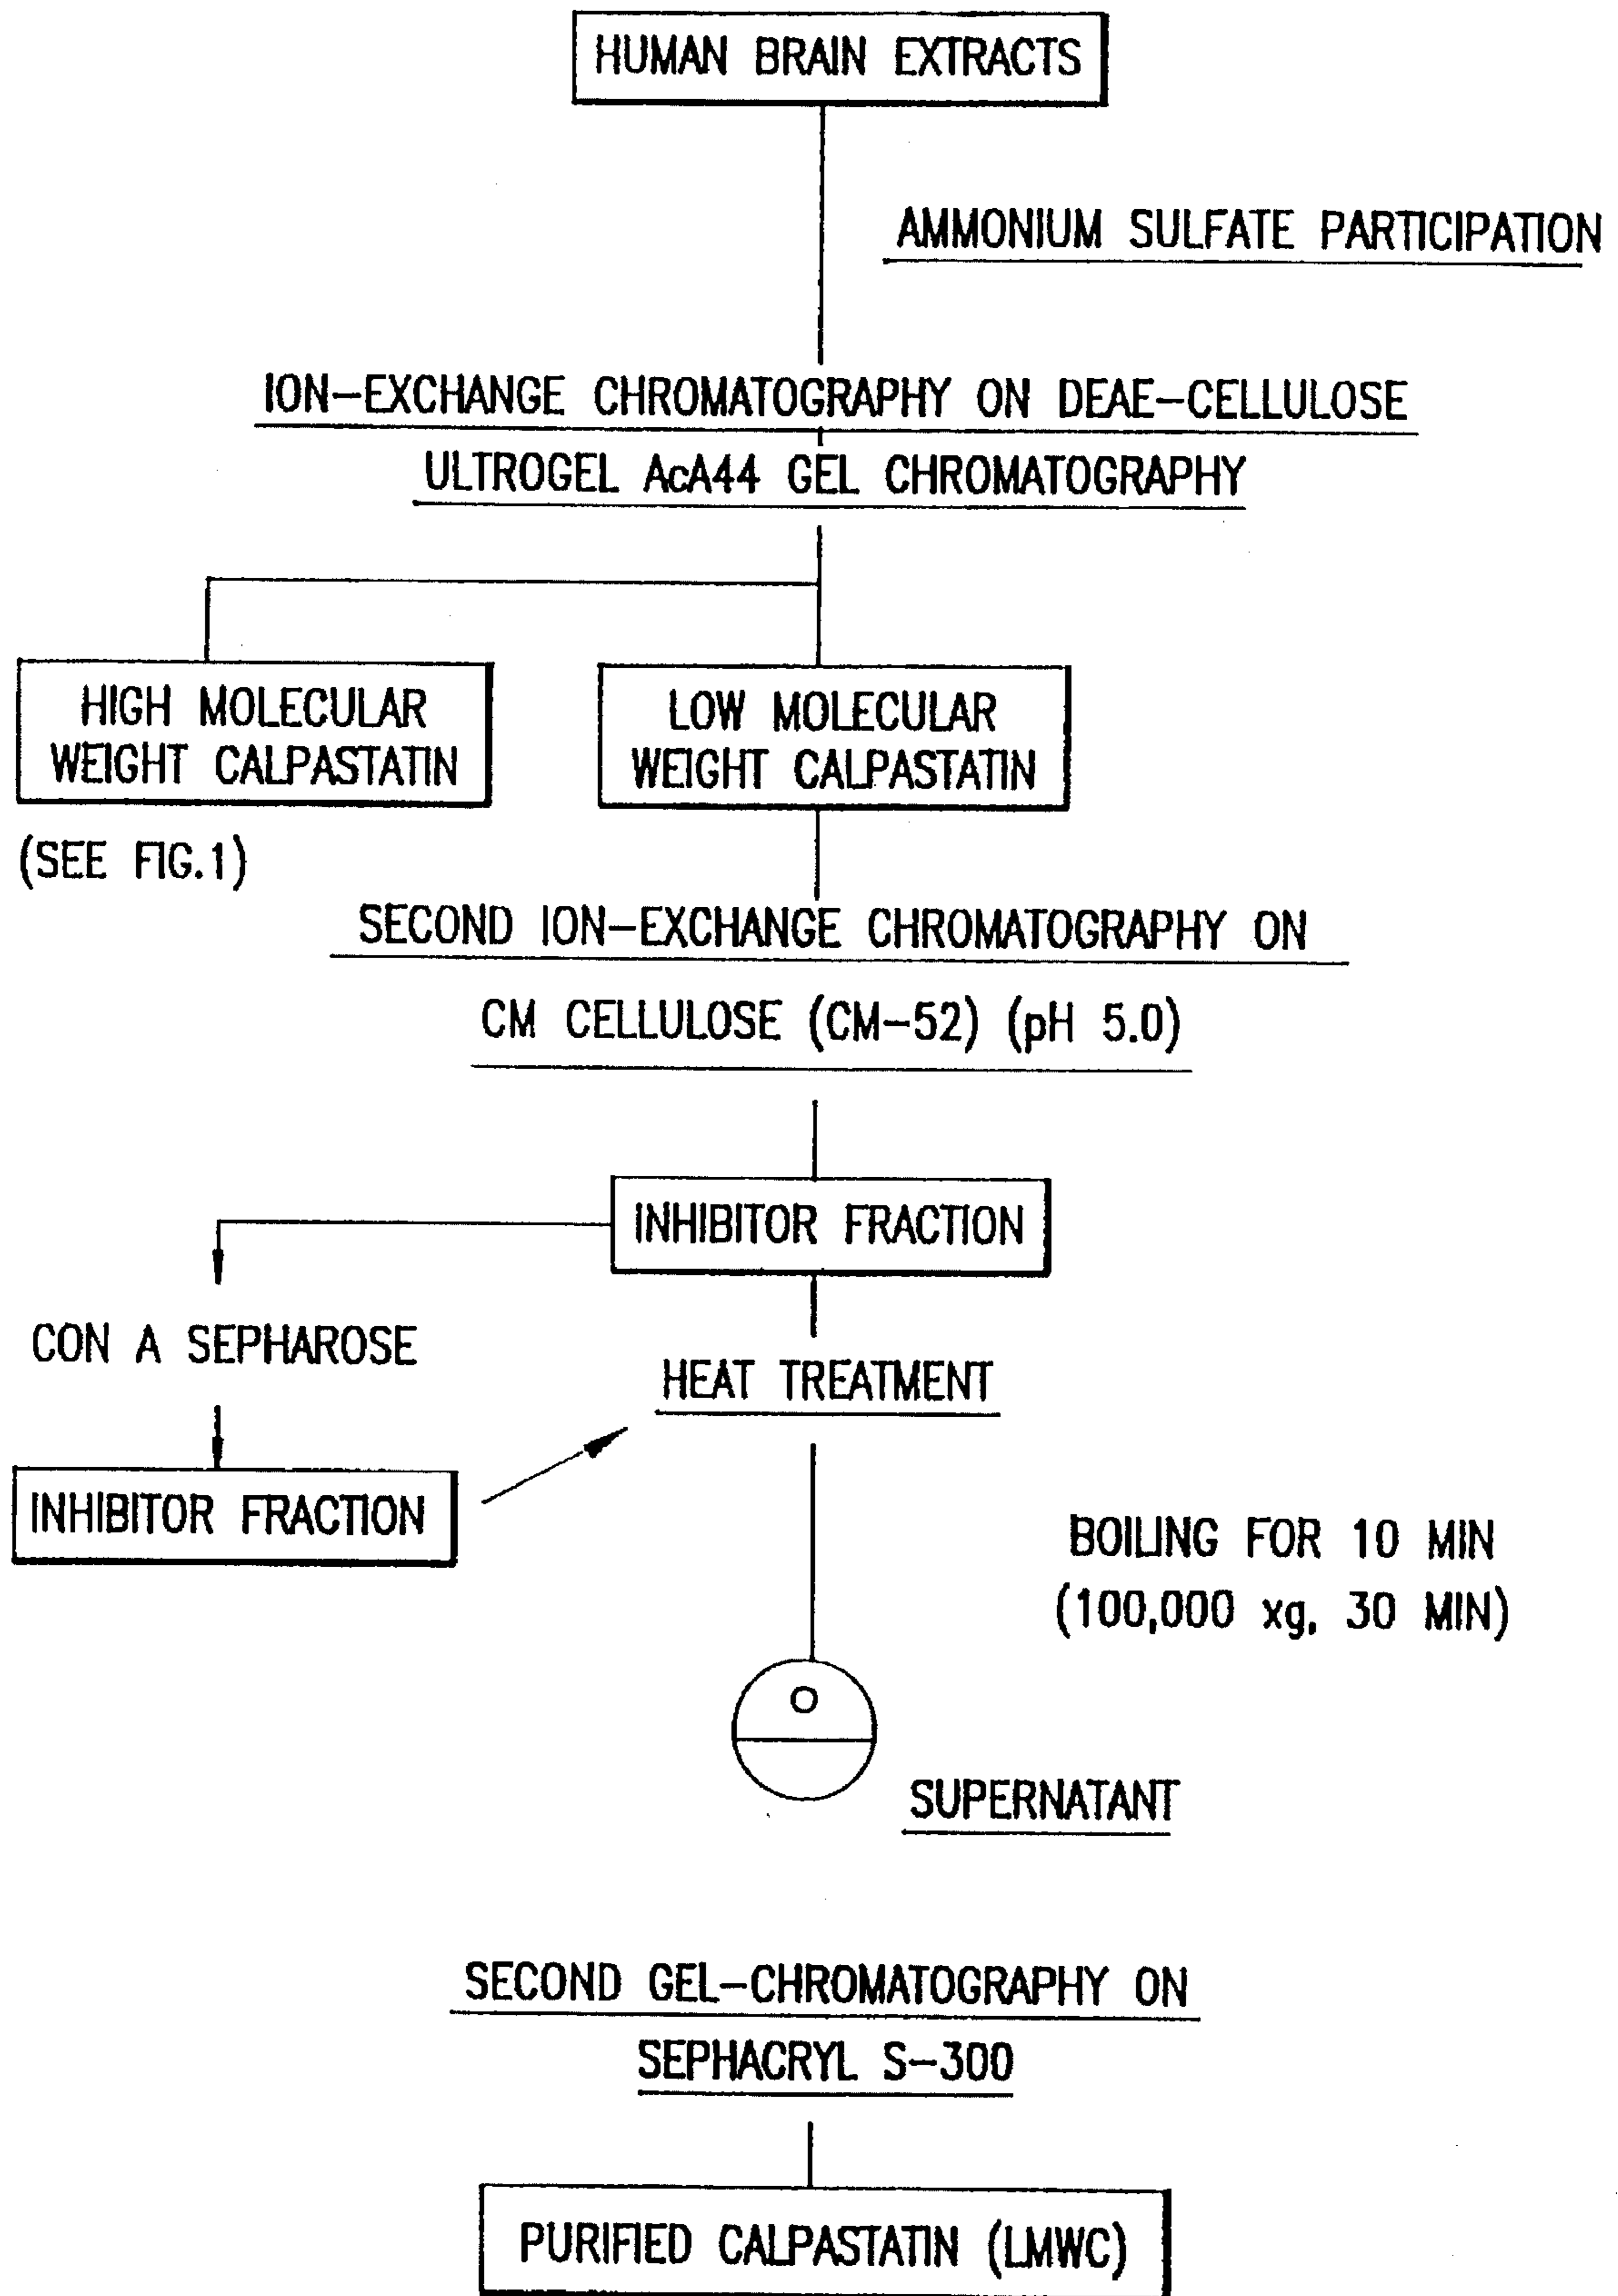 HUMAN BRAIN EXTRACTS
AMMONIUM SULFATE PARTICIPATION
ION-EXCHANGE CHROMATOGRAPHY ON DEAE-CELLULOSE
ULTROGEL AcA44 GEL CHROMATOGRAPHY
HIGH MOLECULAR
WEIGHT CALPASTATIN
LOW MOLECULAR
WEIGHT CALPASTATIN
(SEE FIG.1)
SECOND ION-EXCHANGE CHROMATOGRAPHY ON
CM CELLULOSE (CM-52) (pH 5.0)
INHIBITOR FRACTION
CON A SEPHAROSE
HEAT TREATMENT
INHIBITOR FRACTION
BOILING FOR 10 MIN
(100,000 xg, 30 MIN)
SUPERNATANT
SECOND GEL-CHROMATOGRAPHY ON
SEPHACRYL S-300
PURIFIED CALPASTATIN (LMWC)